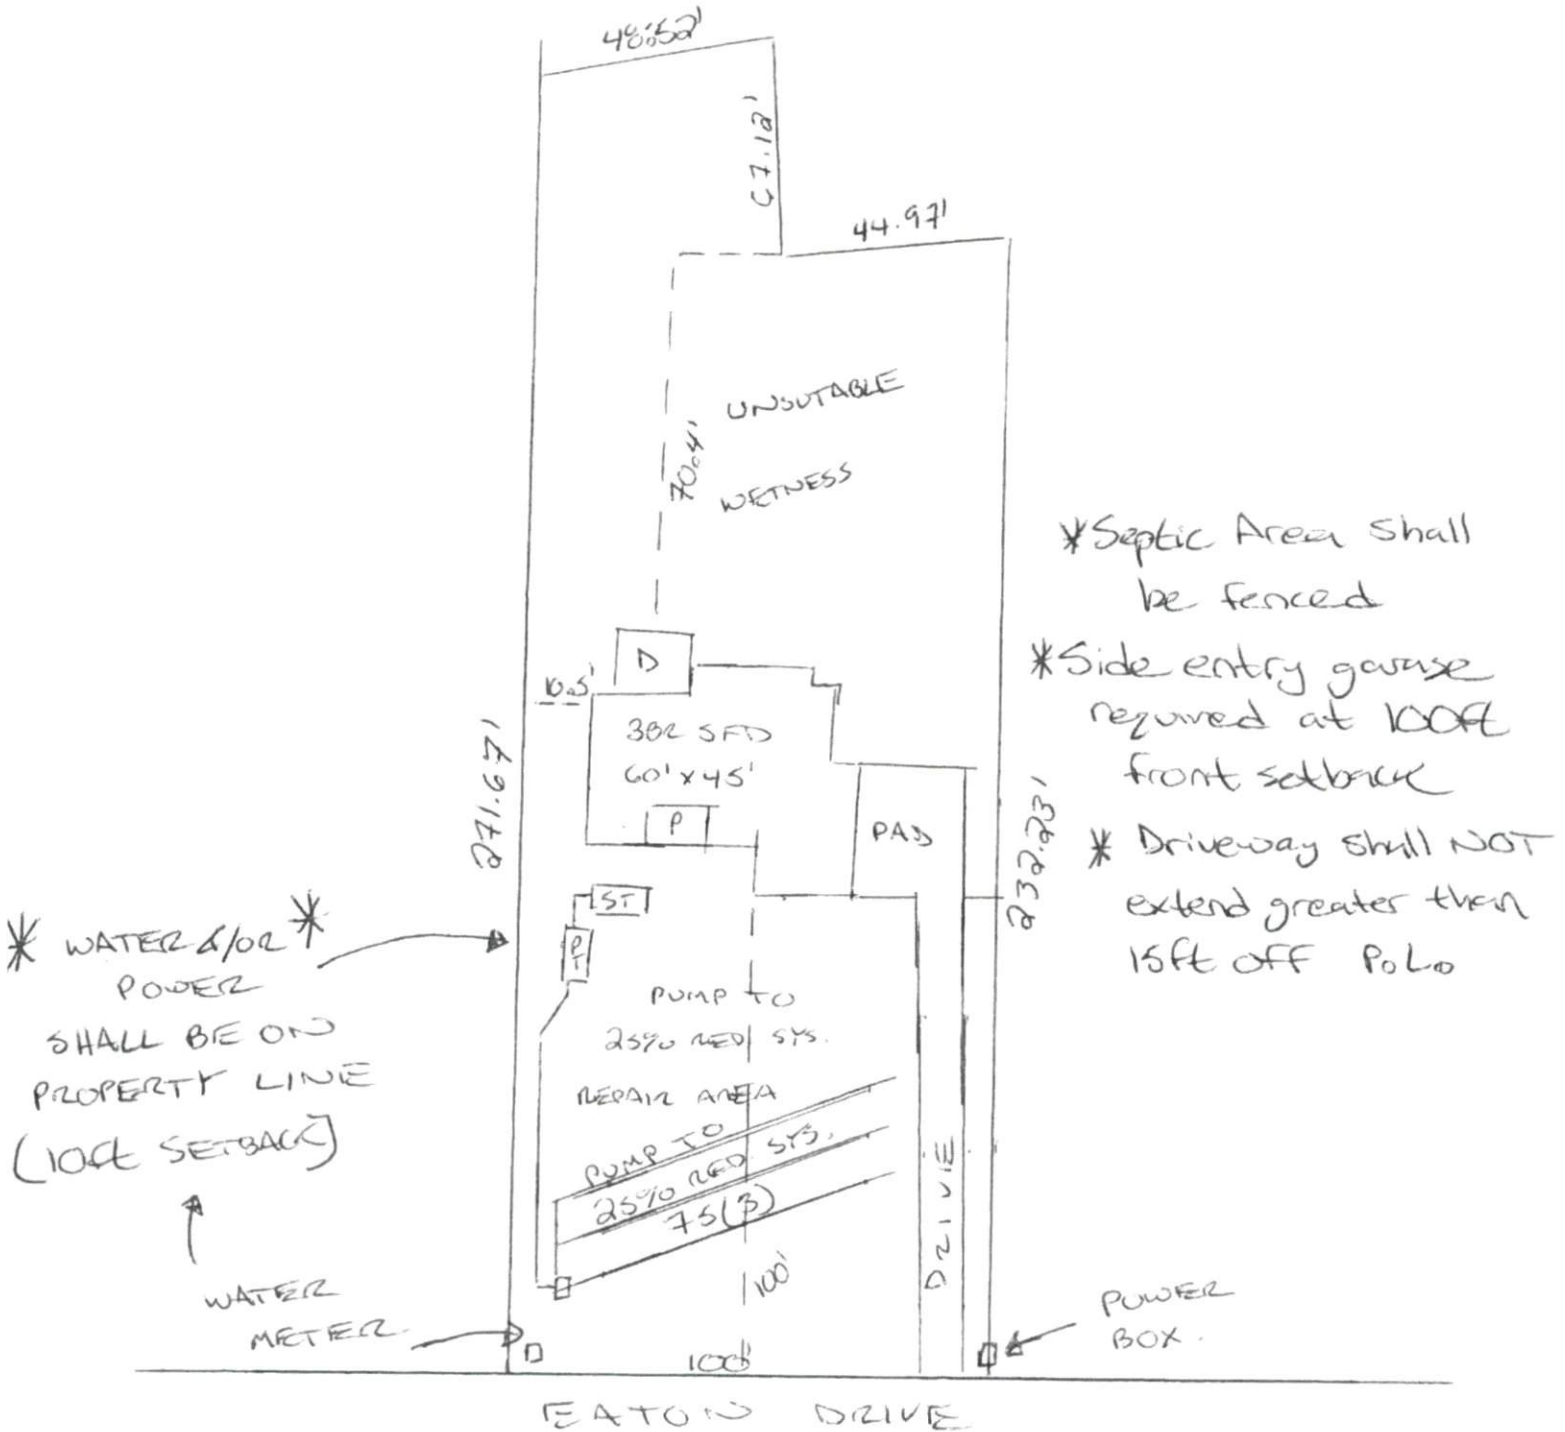 48.52'
67.12'
44.97'
UNSUTABLE
70.4'
WETNESS
* Septic Area Shall
be fenced
D
* Side entry garage
required at 100ft
front setback
10.5'
3BR SFD
60' x 45'
271.67'
P
PAD
232.23'
* Driveway Shall NOT
extend greater than
15ft off P.L.
ST
PT
* WATER &/OR *
POWER
SHALL BE ON
PROPERTY LINE
(10ft SETBACK)
PUMP TO
25% RED SYS.
REPAIR AREA
PUMP TO
25% RED SYS.
75(3)
DRIVE
100'
WATER
METER
POWER
BOX.
100'
EATON DRIVE